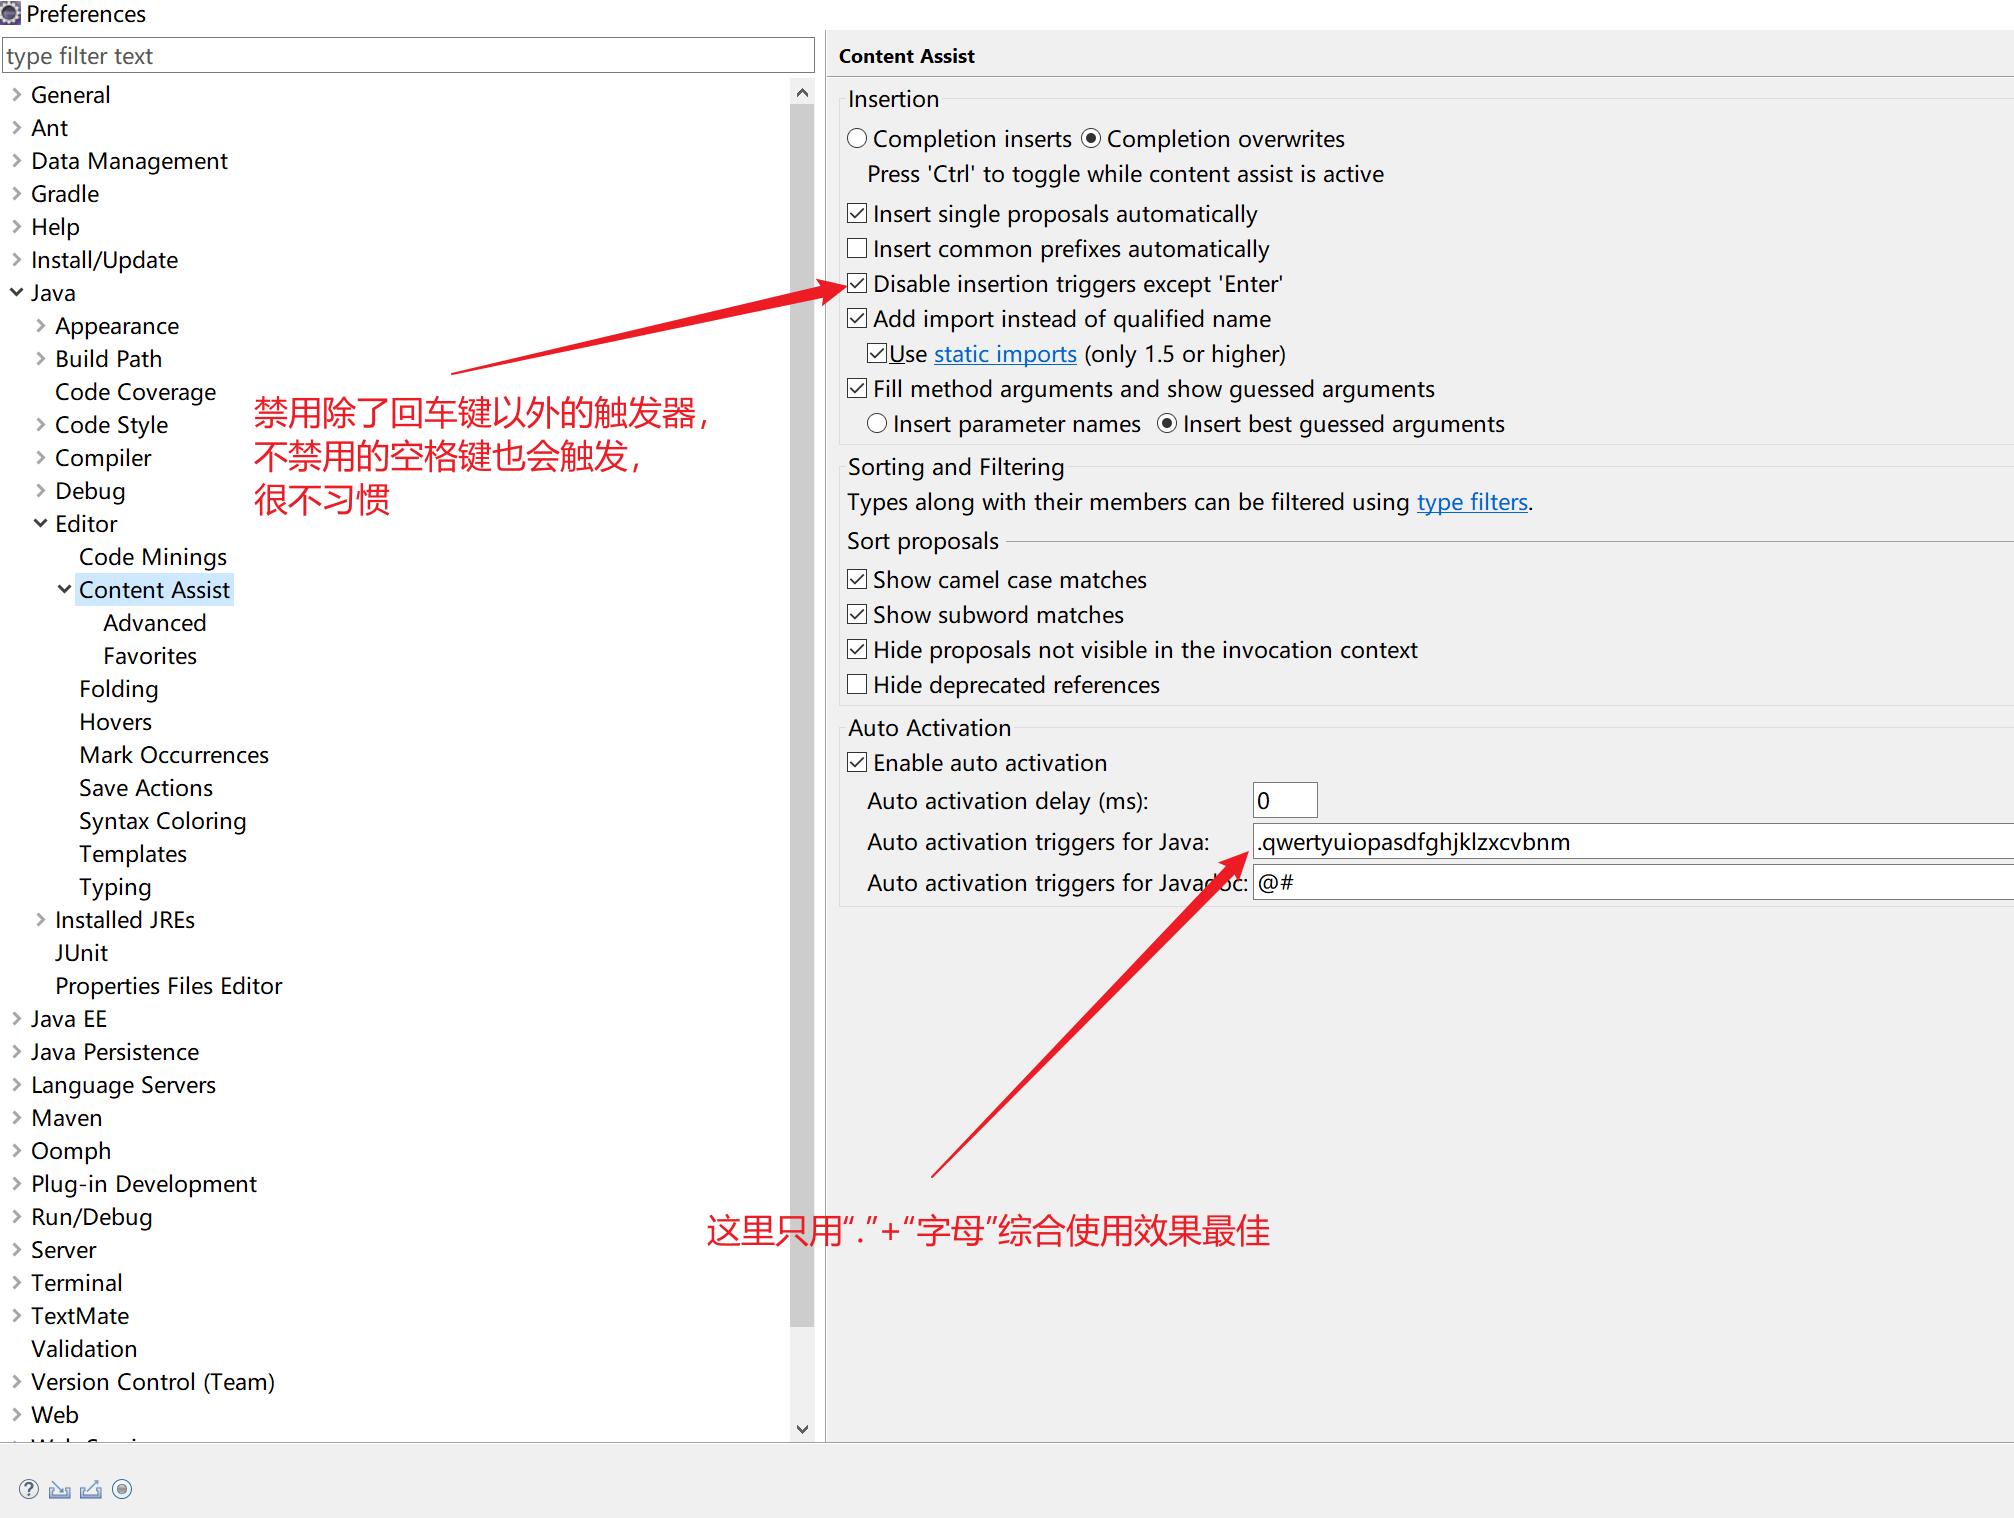 Preferences
type filter text
General
Ant
Data Management
Gradle
Help
Install/Update
Java
Appearance
Build Path
Code Coverage
Code Style
Compiler
Debug
Editor
Code Minings
Content Assist
Advanced
Favorites
Folding
Hovers
Mark Occurrences
Save Actions
Syntax Coloring
Templates
Typing
Installed JREs
JUnit
Properties Files Editor
Java EE
Java Persistence
Language Servers
Maven
Oomph
Plug-in Development
Run/Debug
Server
Terminal
TextMate
Validation
Version Control (Team)
Web
禁用除了回车键以外的触发器，
不禁用的空格键也会触发，
很不习惯
Content Assist
Insertion
Completion inserts Completion overwrites
Press 'Ctrl' to toggle while content assist is active
Insert single proposals automatically
Insert common prefixes automatically
Disable insertion triggers except 'Enter'
Add import instead of qualified name
Use static imports (only 1.5 or higher)
Fill method arguments and show guessed arguments
Insert parameter names Insert best guessed arguments
Sorting and Filtering
Types along with their members can be filtered using type filters.
Sort proposals
Show camel case matches
Show subword matches
Hide proposals not visible in the invocation context
Hide deprecated references
Auto Activation
Enable auto activation
Auto activation delay (ms): 0
Auto activation triggers for Java: .qwertyuiopasdfghjklzxcvbnm
Auto activation triggers for Javadoc: @#
这里只用“.”+“字母”综合使用效果最佳